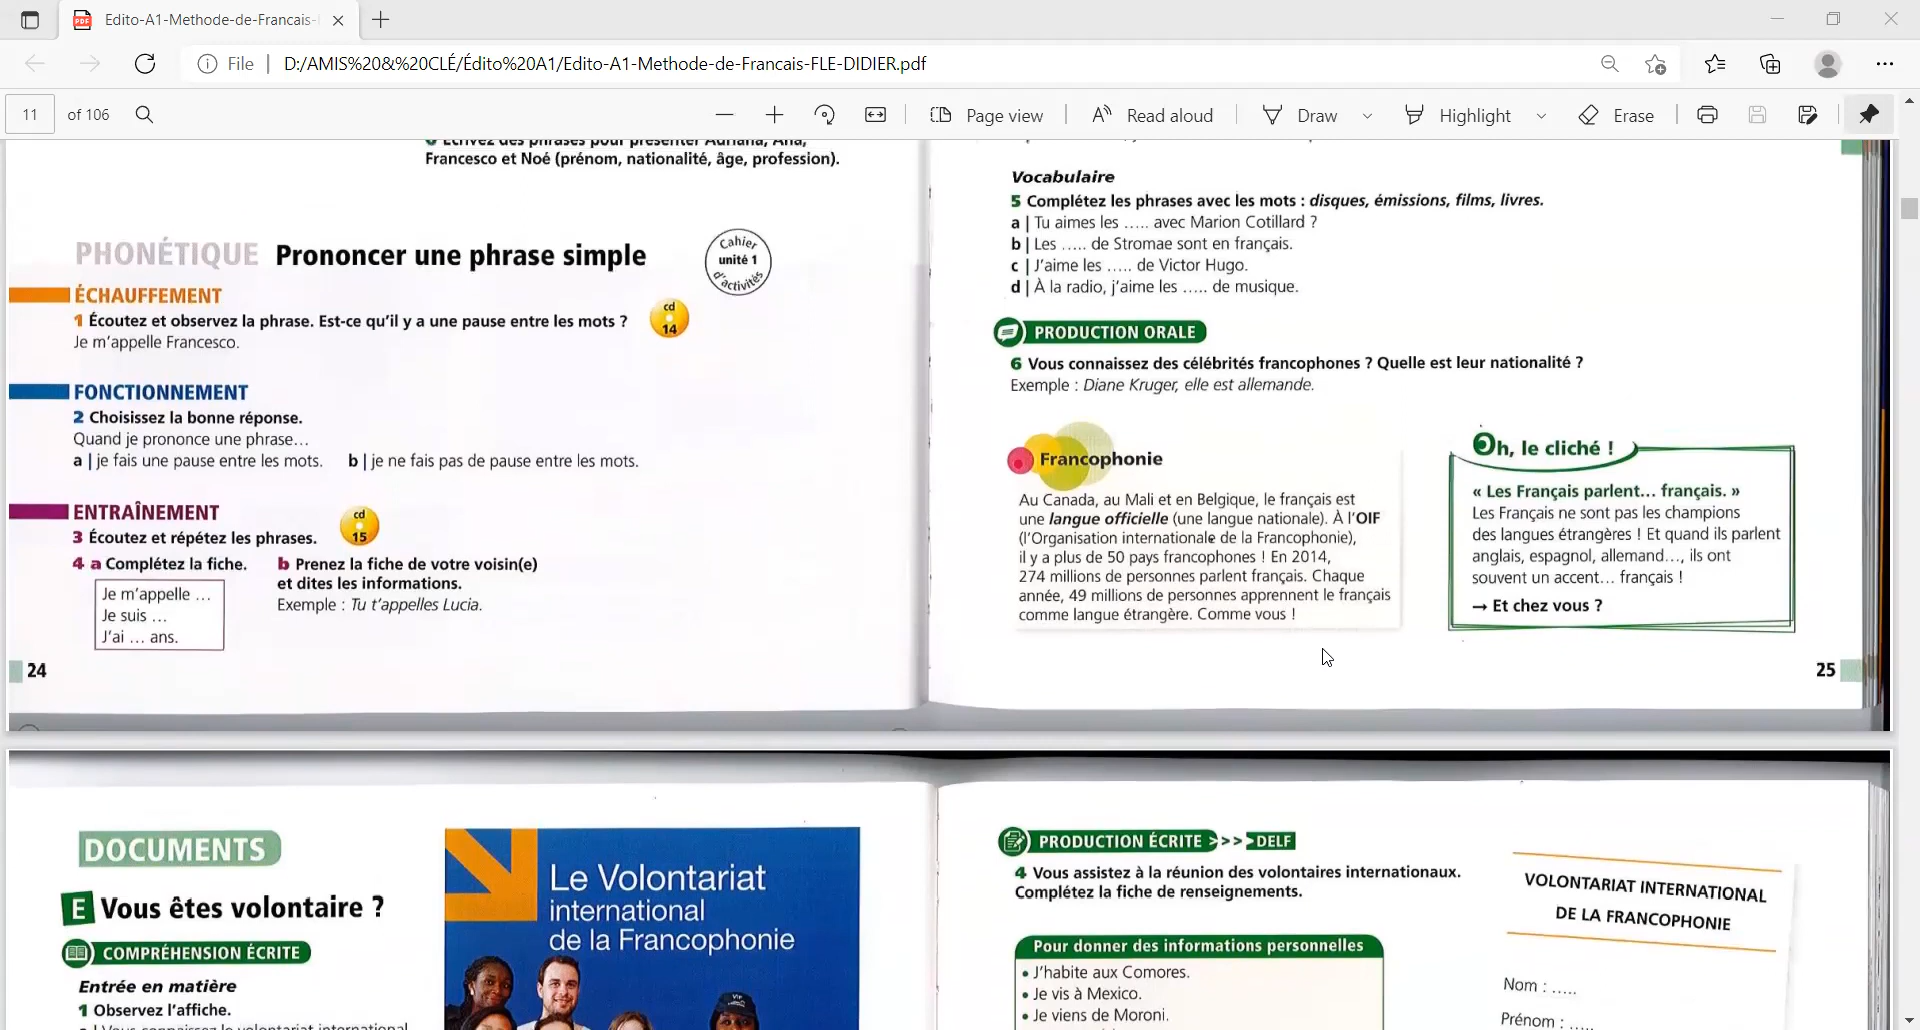 Edito-A1-Methode-de-Francais-
File
D:/AMIS%20&%20CLÉ/Édito%20A1/Edito-A1-Methode-de-Francais-FLE-DIDIER.pdf
11 of 106
Page view
Read aloud
Draw
Highlight
Erase
6 Écrivez des phrases pour présenter Adriana, Ana,
Francesco et Noé (prénom, nationalité, âge, profession).
PHONÉTIQUE Prononcer une phrase simple
Cahier
unité 1
d'activités
ÉCHAUFFEMENT
1 Écoutez et observez la phrase. Est-ce qu'il y a une pause entre les mots ?
cd
14
Je m'appelle Francesco.
FONCTIONNEMENT
2 Choisissez la bonne réponse.
Quand je prononce une phrase...
a | je fais une pause entre les mots. b | je ne fais pas de pause entre les mots.
ENTRAÎNEMENT
cd
15
3 Écoutez et répétez les phrases.
4 a Complétez la fiche.
Je m'appelle ...
Je suis ...
J'ai ... ans.
b Prenez la fiche de votre voisin(e)
et dites les informations.
Exemple : Tu t'appelles Lucia.
24
Vocabulaire
5 Complétez les phrases avec les mots : disques, émissions, films, livres.
a | Tu aimes les ..... avec Marion Cotillard ?
b | Les ..... de Stromae sont en français.
c | J'aime les ..... de Victor Hugo.
d | À la radio, j'aime les ..... de musique.
PRODUCTION ORALE
6 Vous connaissez des célébrités francophones ? Quelle est leur nationalité ?
Exemple : Diane Kruger, elle est allemande.
Francophonie
Au Canada, au Mali et en Belgique, le français est
une langue officielle (une langue nationale). À l'OIF
(l'Organisation internationale de la Francophonie),
il y a plus de 50 pays francophones ! En 2014,
274 millions de personnes parlent français. Chaque
année, 49 millions de personnes apprennent le français
comme langue étrangère. Comme vous !
Oh, le cliché !
« Les Français parlent... français. »
Les Français ne sont pas les champions
des langues étrangères ! Et quand ils parlent
anglais, espagnol, allemand..., ils ont
souvent un accent... français !
→ Et chez vous ?
25
DOCUMENTS
E Vous êtes volontaire ?
COMPRÉHENSION ÉCRITE
Entrée en matière
1 Observez l'affiche.
Vous connaissez le volontariat international
Le Volontariat
international
de la Francophonie
VIF
PRODUCTION ÉCRITE >>> DELF
4 Vous assistez à la réunion des volontaires internationaux.
Complétez la fiche de renseignements.
Pour donner des informations personnelles
• J'habite aux Comores.
• Je vis à Mexico.
• Je viens de Moroni.
VOLONTARIAT INTERNATIONAL
DE LA FRANCOPHONIE
Nom : .....
Prénom : .....